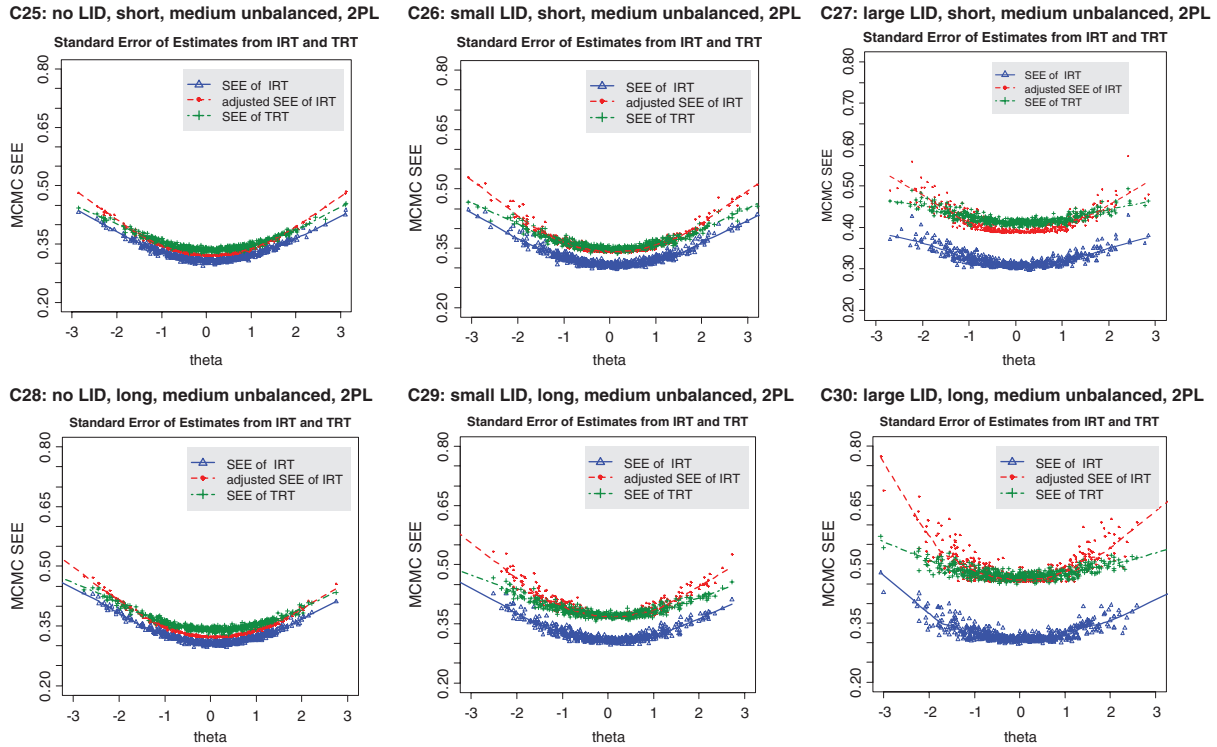 C25: no LID, short, medium unbalanced, 2PL
Standard Error of Estimates from IRT and TRT
SEE of IRT
adjusted SEE of IRT
SEE of TRT
MCMC SEE
0.20 0.35 0.50 0.65 0.80
-3 -2 -1 0 1 2 3
theta
C26: small LID, short, medium unbalanced, 2PL
Standard Error of Estimates from IRT and TRT
SEE of IRT
adjusted SEE of IRT
SEE of TRT
MCMC SEE
0.20 0.35 0.50 0.65 0.80
-3 -2 -1 0 1 2 3
theta
C27: large LID, short, medium unbalanced, 2PL
Standard Error of Estimates from IRT and TRT
SEE of IRT
adjusted SEE of IRT
SEE of TRT
MCMC SEE
0.20 0.30 0.40 0.50 0.60 0.70 0.80
-3 -2 -1 0 1 2 3
theta
C28: no LID, long, medium unbalanced, 2PL
Standard Error of Estimates from IRT and TRT
SEE of IRT
adjusted SEE of IRT
SEE of TRT
MCMC SEE
0.20 0.35 0.50 0.65 0.80
-3 -2 -1 0 1 2 3
theta
C29: small LID, long, medium unbalanced, 2PL
Standard Error of Estimates from IRT and TRT
SEE of IRT
adjusted SEE of IRT
SEE of TRT
MCMC SEE
0.20 0.35 0.50 0.65 0.80
-3 -2 -1 0 1 2 3
theta
C30: large LID, long, medium unbalanced, 2PL
Standard Error of Estimates from IRT and TRT
SEE of IRT
adjusted SEE of IRT
SEE of TRT
MCMC SEE
0.20 0.35 0.50 0.65 0.80
-3 -2 -1 0 1 2 3
theta